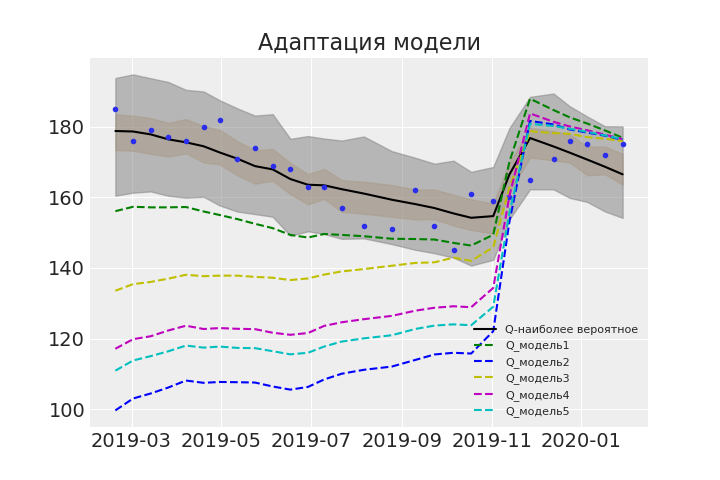 Адаптация модели
180
160
140
120
100
2019-03 2019-05 2019-07 2019-09 2019-11 2020-01
Q-наиболее вероятное
Q_модель1
Q_модель2
Q_модель3
Q_модель4
Q_модель5